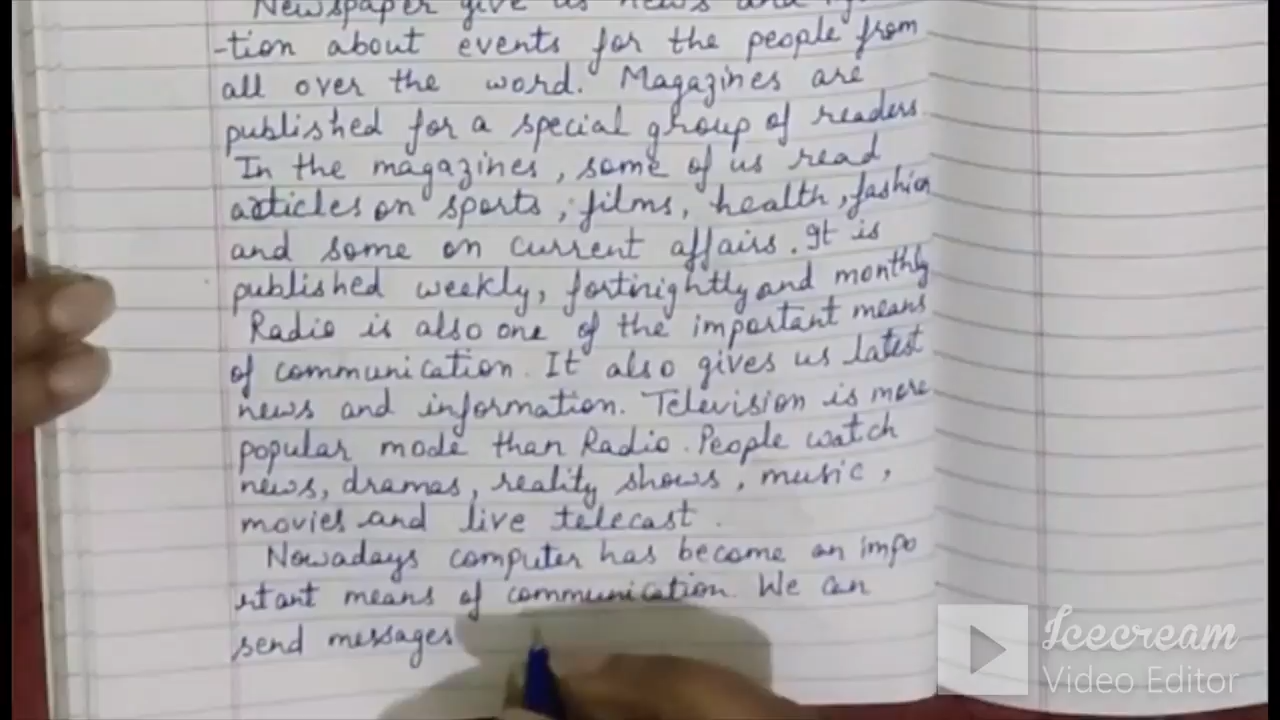 Newspaper give us news and
-tion about events for the people from
all over the word. Magazines are
published for a special group of readers.
In the magazines, some of us read
articles on sports, films, health, fashion
and some on current affairs. It is
published weekly, fortnightly and monthly
Radio is also one of the important means
of communication. It also gives us latest
news and information. Television is more
popular mode than Radio. People watch
news, dramas, reality shows, music,
movies and live telecast.
Nowadays computer has become an impo
rtant means of communication. We can
send messages
Icecream
Video Editor